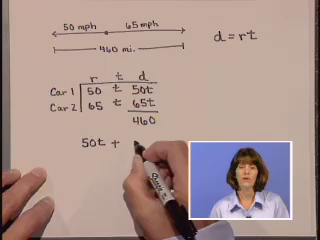 50 mph 65 mph
460 mi.
d = rt
r t d
Car 1 50 t 50t
Car 2 65 t 65t
460
50t +